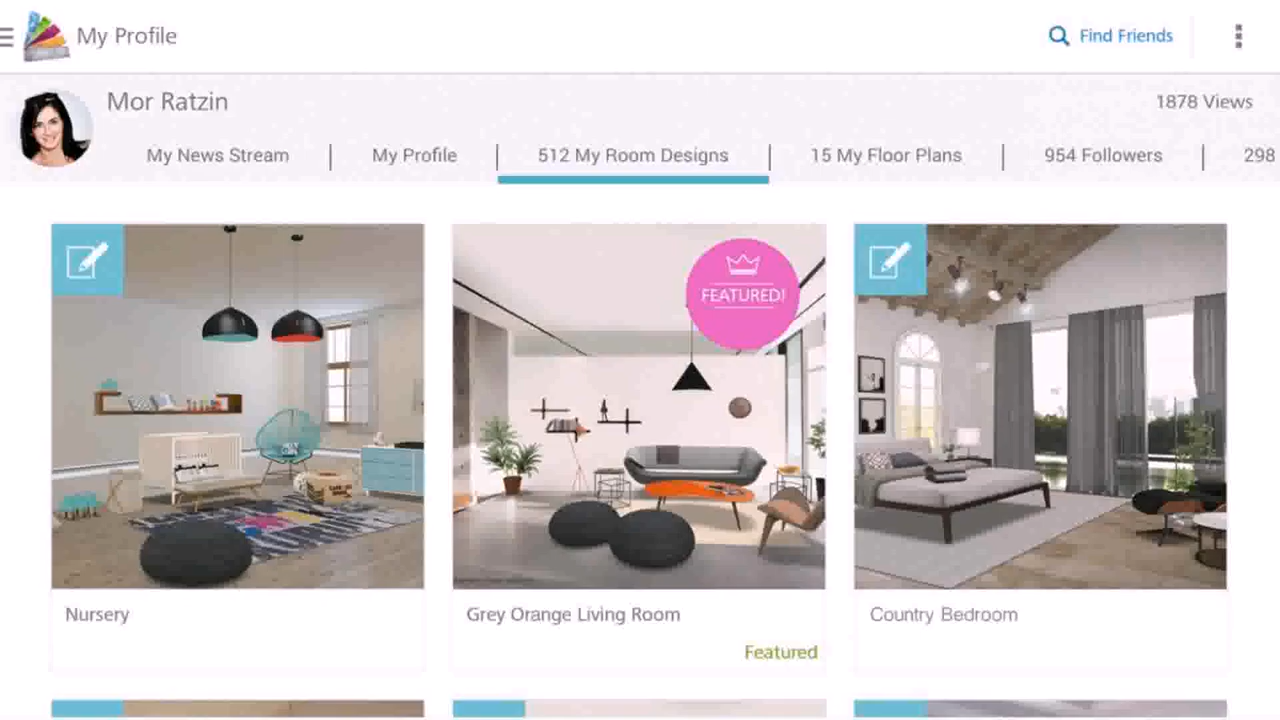 My Profile
Find Friends
Mor Ratzin
1878 Views
My News Stream
My Profile
512 My Room Designs
15 My Floor Plans
954 Followers
298
FEATURED!
Nursery
Grey Orange Living Room
Country Bedroom
Featured